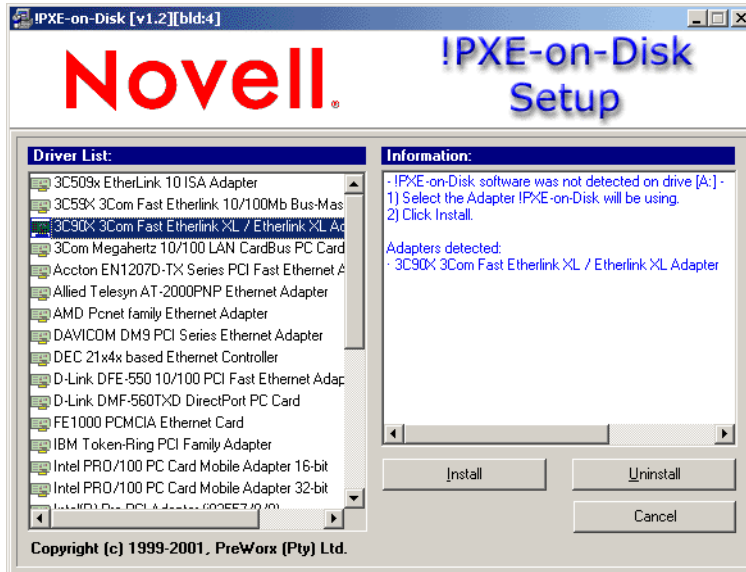 !PXE-on-Disk [v1.2][bld:4]
Novell®
!PXE-on-Disk
Setup
Driver List:
3C509x EtherLink 10 ISA Adapter
3C59X 3Com Fast Etherlink 10/100Mb Bus-Mas
3C90X 3Com Fast Etherlink XL / Etherlink XL Ad
3Com Megahertz 10/100 LAN CardBus PC Card
Accton EN1207D-TX Series PCI Fast Ethernet A
Allied Telesyn AT-2000PNP Ethernet Adapter
AMD Pcnet family Ethernet Adapter
DAVICOM DM9 PCI Series Ethernet Adapter
DEC 21x4x based Ethernet Controller
D-Link DFE-550 10/100 PCI Fast Ethernet Adap
D-Link DMF-560TXD DirectPort PC Card
FE1000 PCMCIA Ethernet Card
IBM Token-Ring PCI Family Adapter
Intel PRO/100 PC Card Mobile Adapter 16-bit
Intel PRO/100 PC Card Mobile Adapter 32-bit
Information:
- !PXE-on-Disk software was not detected on drive [A:] -
1) Select the Adapter !PXE-on-Disk will be using.
2) Click Install.
Adapters detected:
- 3C90X 3Com Fast Etherlink XL / Etherlink XL Adapter
Install
Uninstall
Cancel
Copyright (c) 1999-2001, PreWorx (Pty) Ltd.